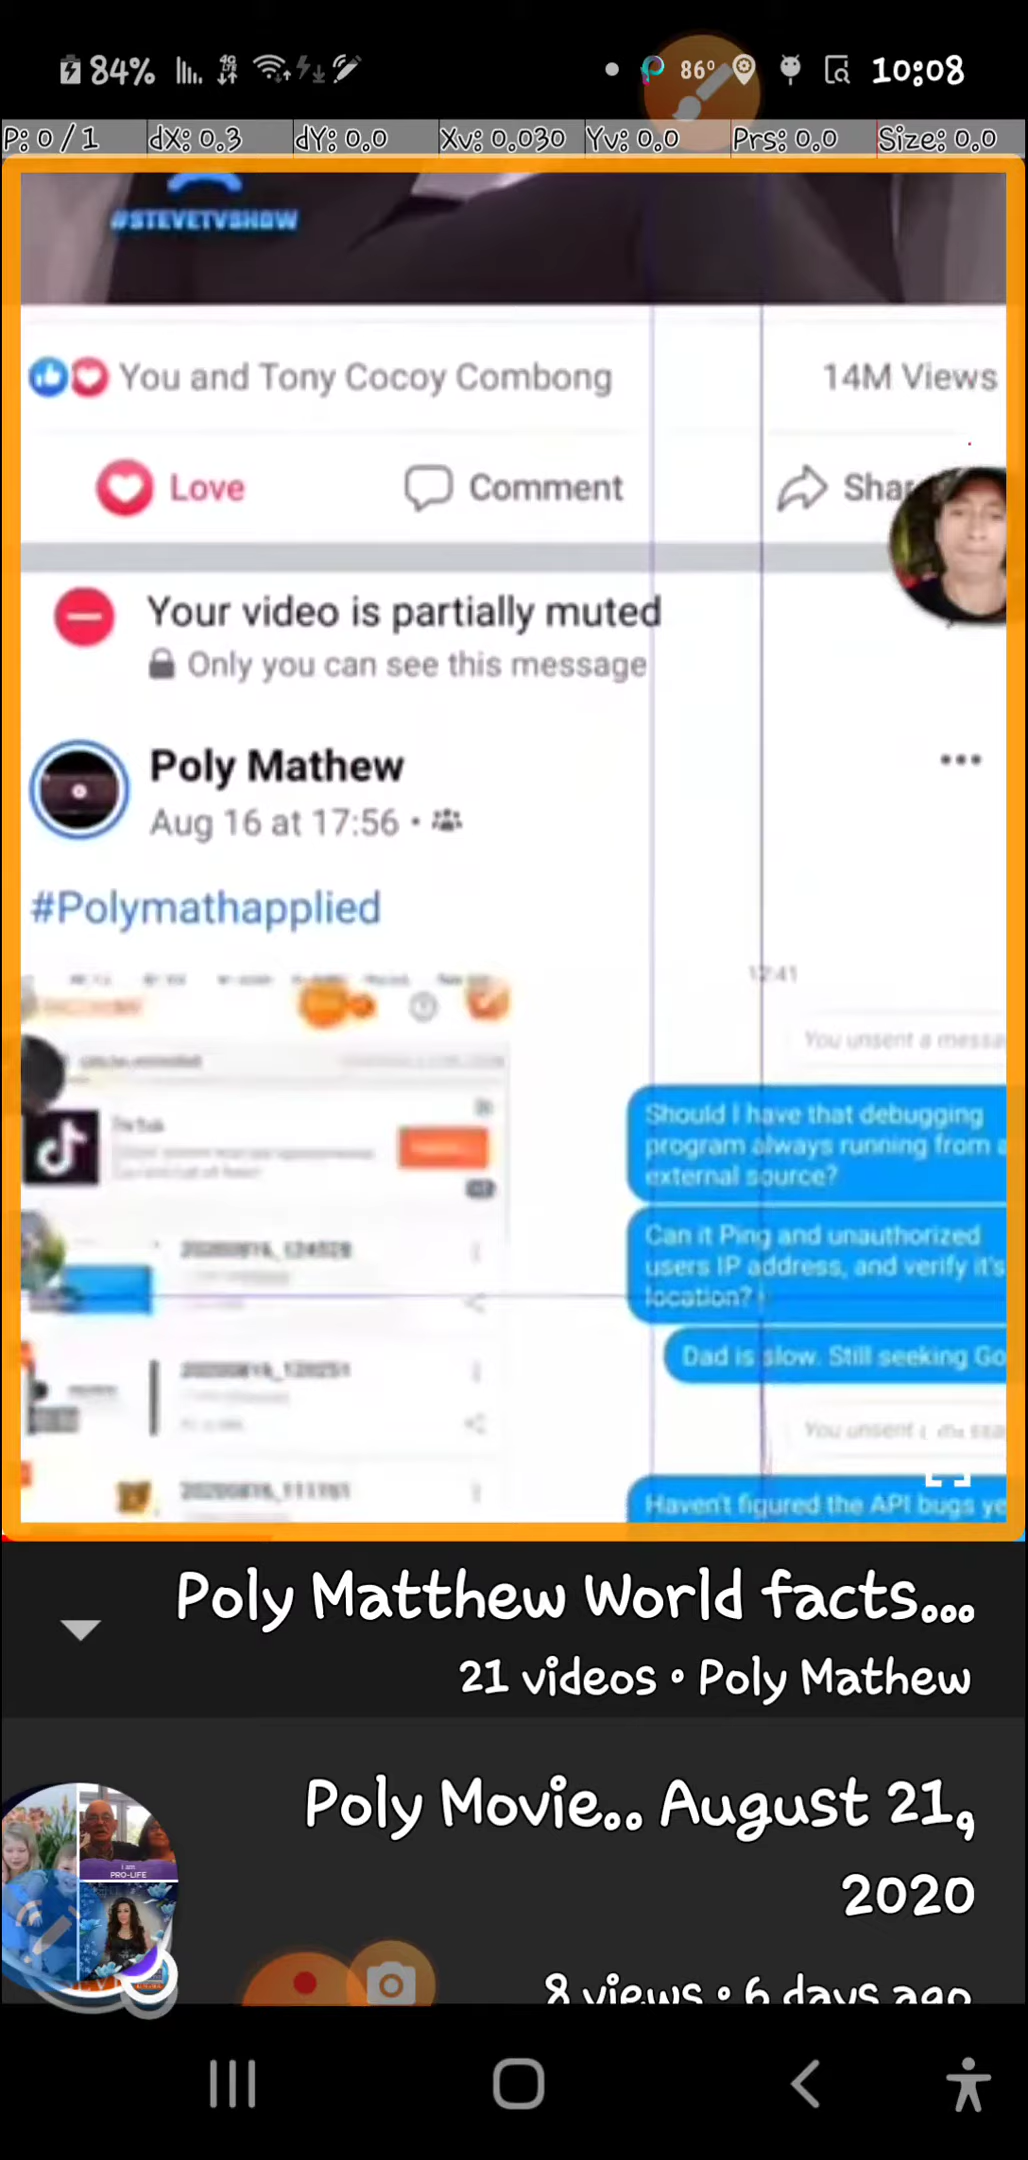 84% 86° 10:08
P: 0 / 1 dX: 0.3 dY: 0.0 Xv: 0.030 Yv: 0.0 Prs: 0.0 Size: 0.0
#STEVETVSHOW
You and Tony Cocoy Combong 14M Views
Love Comment Shar
Your video is partially muted
Only you can see this message
Poly Mathew
Aug 16 at 17:56
#Polymathapplied
12:41
You unsent a messa
Should I have that debugging
program always running from a
external source?
Can it Ping and unauthorized
users IP address, and verify it's
location?
Dad is slow. Still seeking Go
You unsent
Haven't figured the API bugs ye
Poly Matthew World facts...
21 videos • Poly Mathew
Poly Movie.. August 21,
2020
i am
PRO-LIFE
8 views • 6 days ago